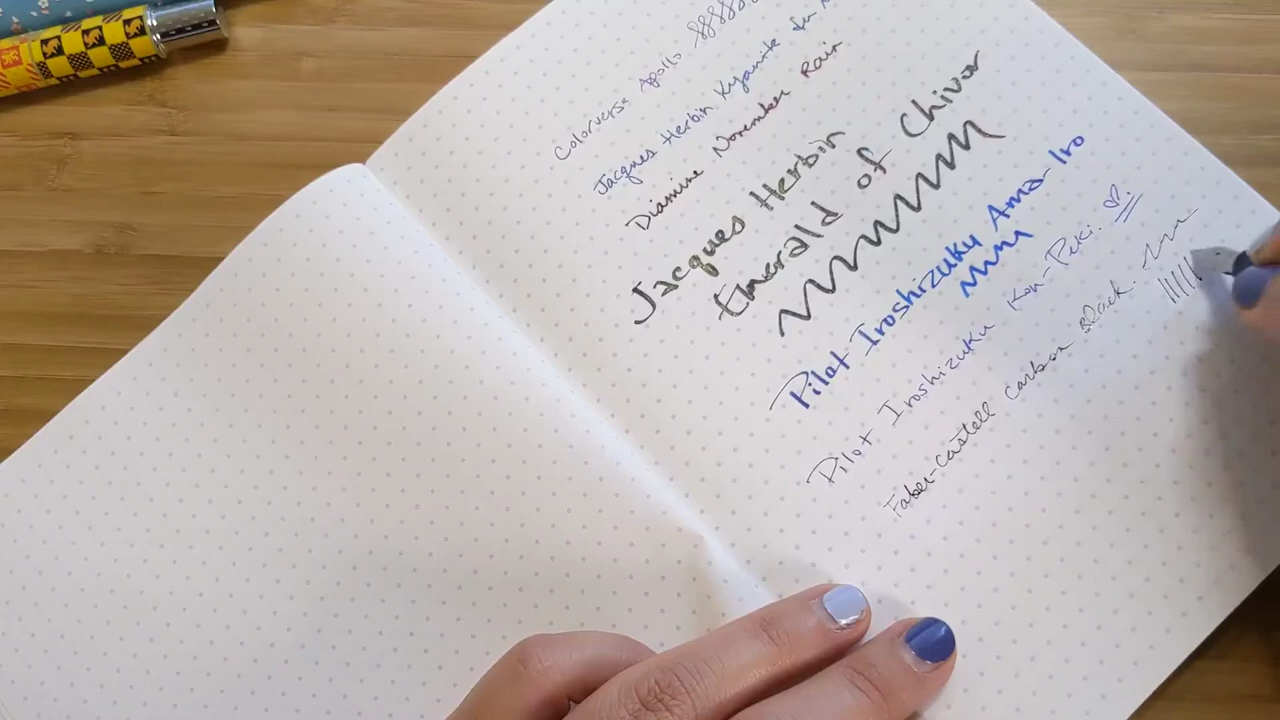 Colorverse Apollo
Jacques Herbin Kyanite du
Diamine November Rain
Jacques Herbin
Emerald of Chivor
Pilot Iroshizuku Ama-Iro
Pilot Iroshizuku Kon-Peki.
Faber-Castell Carbon Black.